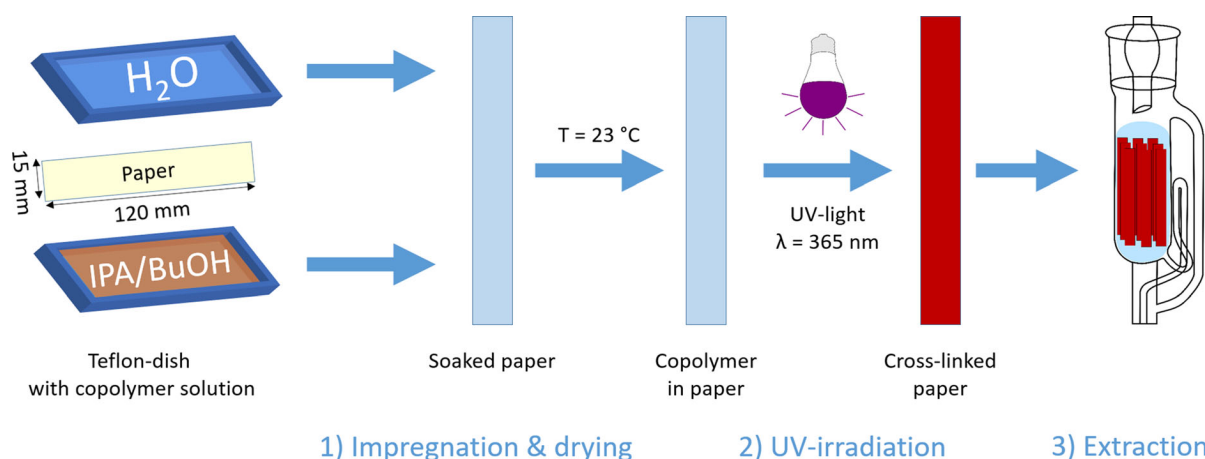 H₂O
15 mm
Paper
120 mm
IPA/BuOH
Teflon-dish
with copolymer solution
Soaked paper
T = 23 °C
Copolymer
in paper
UV-light
λ = 365 nm
Cross-linked
paper
1) Impregnation & drying
2) UV-irradiation
3) Extraction